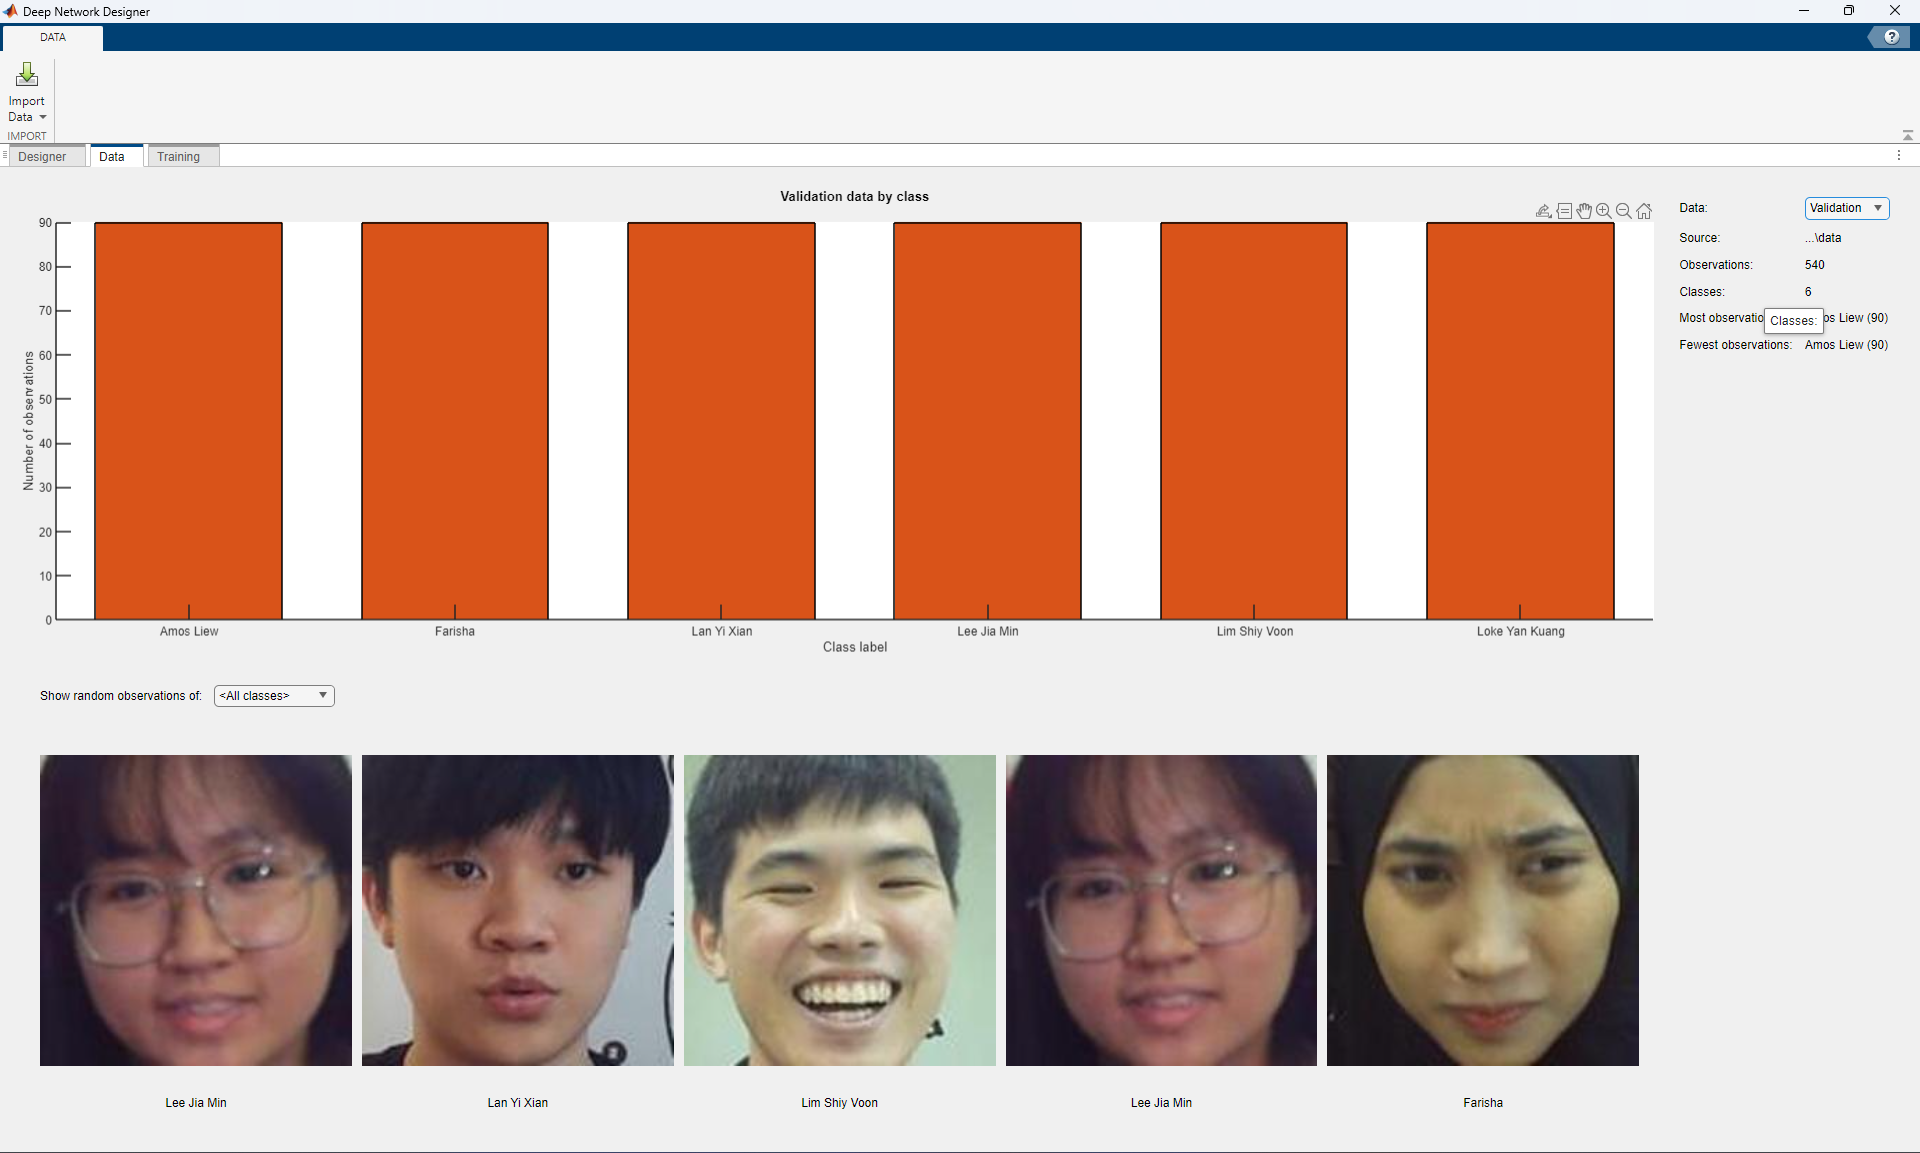 Deep Network Designer
DATA
?
Import
Data
IMPORT
Designer
Data
Training
Validation data by class
Data:
Validation
Source:
...\data
Observations:
540
Classes:
6
Most observatio
os Liew (90)
Classes:
Fewest observations:
Amos Liew (90)
90
80
70
60
50
40
30
20
10
0
Number of observations
Amos Liew
Farisha
Lan Yi Xian
Lee Jia Min
Lim Shiy Voon
Loke Yan Kuang
Class label
Show random observations of:
<All classes>
Lee Jia Min
Lan Yi Xian
Lim Shiy Voon
Lee Jia Min
Farisha